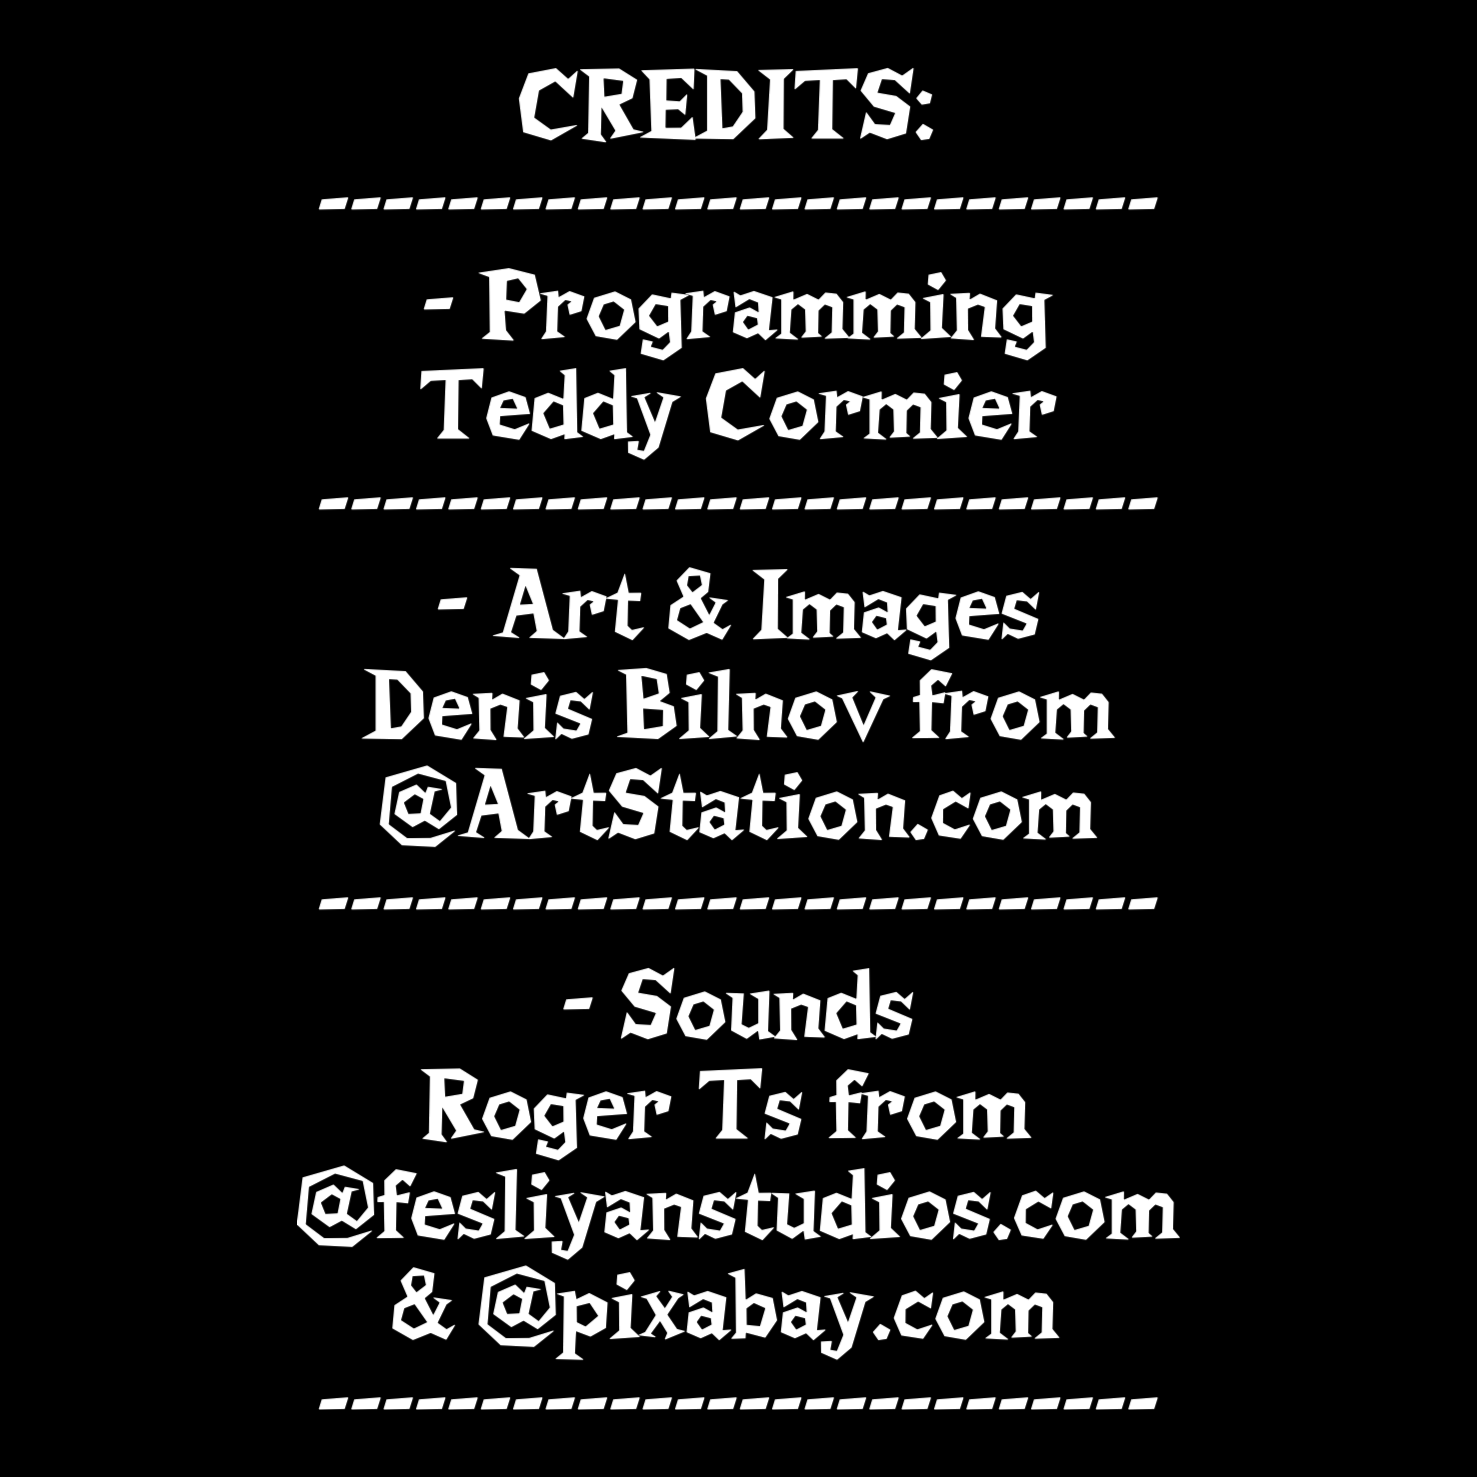 CREDITS:
--------------------------
- Programming
Teddy Cormier
--------------------------
- Art & Images
Denis Bilnov from
@ArtStation.com
--------------------------
- Sounds
Roger Ts from
@fesliyanstudios.com
& @pixabay.com
--------------------------